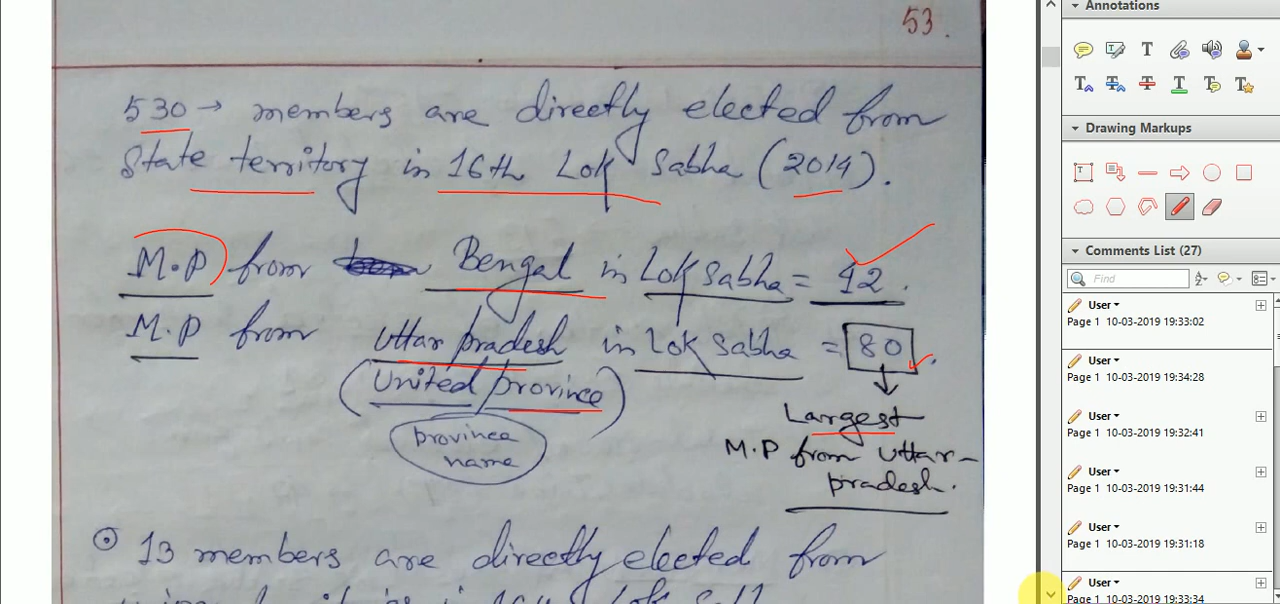 53.
530 → members are directly elected from
State territory in 16th Lok Sabha (2014).
M.P from Bengal in Lok sabha = 42.
M.P from Uttar pradesh in Lok Sabha = 80.
(United province)
province
name
Largest
M.P from Uttar-
pradesh.
13 members are directly elected from
Annotations
Drawing Markups
Comments List (27)
Find
User
Page 1 10-03-2019 19:33:02
User
Page 1 10-03-2019 19:34:28
User
Page 1 10-03-2019 19:32:41
User
Page 1 10-03-2019 19:31:44
User
Page 1 10-03-2019 19:31:18
User
Page 1 10-03-2019 19:33:34